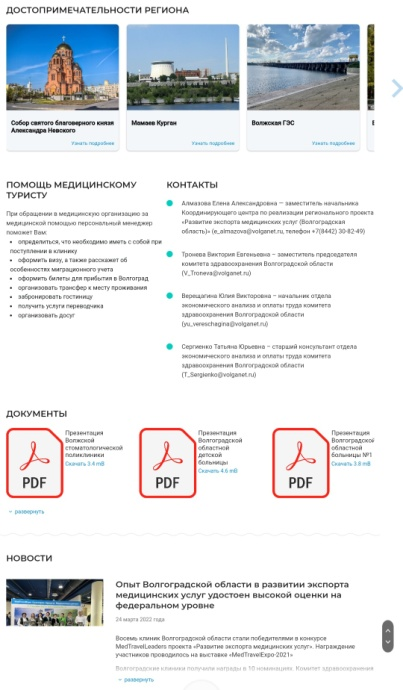 ДОСТОПРИМЕЧАТЕЛЬНОСТИ РЕГИОНА
Собор святого благоверного князя
Александра Невского
Узнать подробнее
Мамаев Курган
Узнать подробнее
Волжская ГЭС
Узнать подробнее
ПОМОЩЬ МЕДИЦИНСКОМУ
ТУРИСТУ
При обращении в медицинскую организацию за
медицинской помощью персональный менеджер
поможет Вам:
• определиться, что необходимо иметь с собой при
поступлении в клинику
• оформить визу, а также расскажет об
особенностях миграционного учета
• оформить билеты для прибытия в Волгоград
• организовать трансфер к месту проживания
• забронировать гостиницу
• получить услуги переводчика
• организовать досуг
КОНТАКТЫ
Алмазова Елена Александровна — заместитель начальника
Координирующего центра по реализации регионального проекта
«Развитие экспорта медицинских услуг (Волгоградская
область)» (e_almazova@volganet.ru, телефон +7(8442) 30-82-49)
Тронева Виктория Евгеньевна – заместитель председателя
комитета здравоохранения Волгоградской области
(V_Troneva@volganet.ru)
Верещагина Юлия Викторовна – начальник отдела
экономического анализа и оплаты труда комитета
здравоохранения Волгоградской области
(yu_vereschagina@volganet.ru)
Сергиенко Татьяна Юрьевна – старший консультант отдела
экономического анализа и оплаты труда комитета
здравоохранения Волгоградской области
(T_Sergienko@volganet.ru)
ДОКУМЕНТЫ
PDF
Презентация
Волжской
стоматологической
поликлиники
Скачать 3.4 mB
PDF
Презентация
Волгоградской
областной
детской
больницы
Скачать 4.6 mB
PDF
Презентация
Волгоградской
областной
больницы №1
Скачать 3.8 mB
развернуть
НОВОСТИ
Опыт Волгоградской области в развитии экспорта
медицинских услуг удостоен высокой оценки на
федеральном уровне
24 марта 2022 года
Восемь клиник Волгоградской области стали победителями в конкурсе
MedTravelLeaders проекта «Развитие экспорта медицинских услуг». Награждение
участников проводилось на выставке «MedTravelExpo-2021»
Волгоградские клиники получили награды в 10 номинациях. Комитет здравоохранения
развернуть